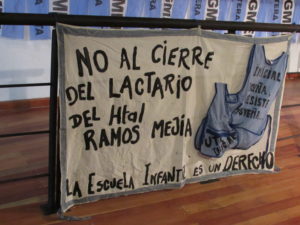 NO AL CIERRE
DEL LACTARIO
DEL Htal
RAMOS MEJIA
LA ESCUELA INFANTIL ES UN DERECHO